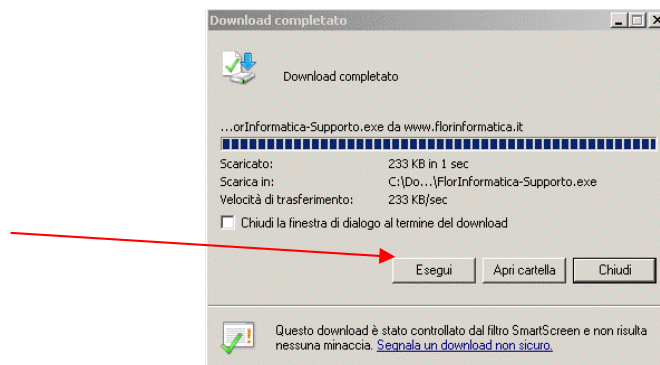 Download completato
Download completato
...orInformatica-Supporto.exe da www.florinformatica.it
Scaricato: 233 KB in 1 sec
Scarica in: C:\Do...\FlorInformatica-Supporto.exe
Velocità di trasferimento: 233 KB/sec
Chiudi la finestra di dialogo al termine del download
Esegui Apri cartella Chiudi
Questo download è stato controllato dal filtro SmartScreen e non risulta
nessuna minaccia. Segnala un download non sicuro.